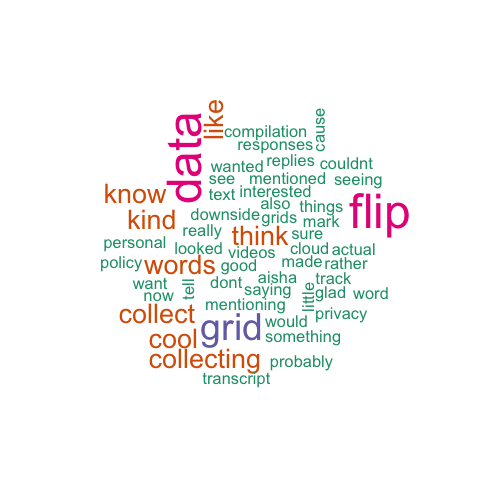 like
cause
compilation
data
responses
wanted
replies
couldnt
see
mentioned
seeing
know
text
interested
kind
also
things
flip
downside
grids
mark
really
think
sure
personal
looked
videos
cloud
actual
policy
words
good
made
rather
want
tell
dont
aisha
track
now
saying
little
glad
word
mentioning
collect
grid
would
privacy
cool
something
collecting
probably
transcript